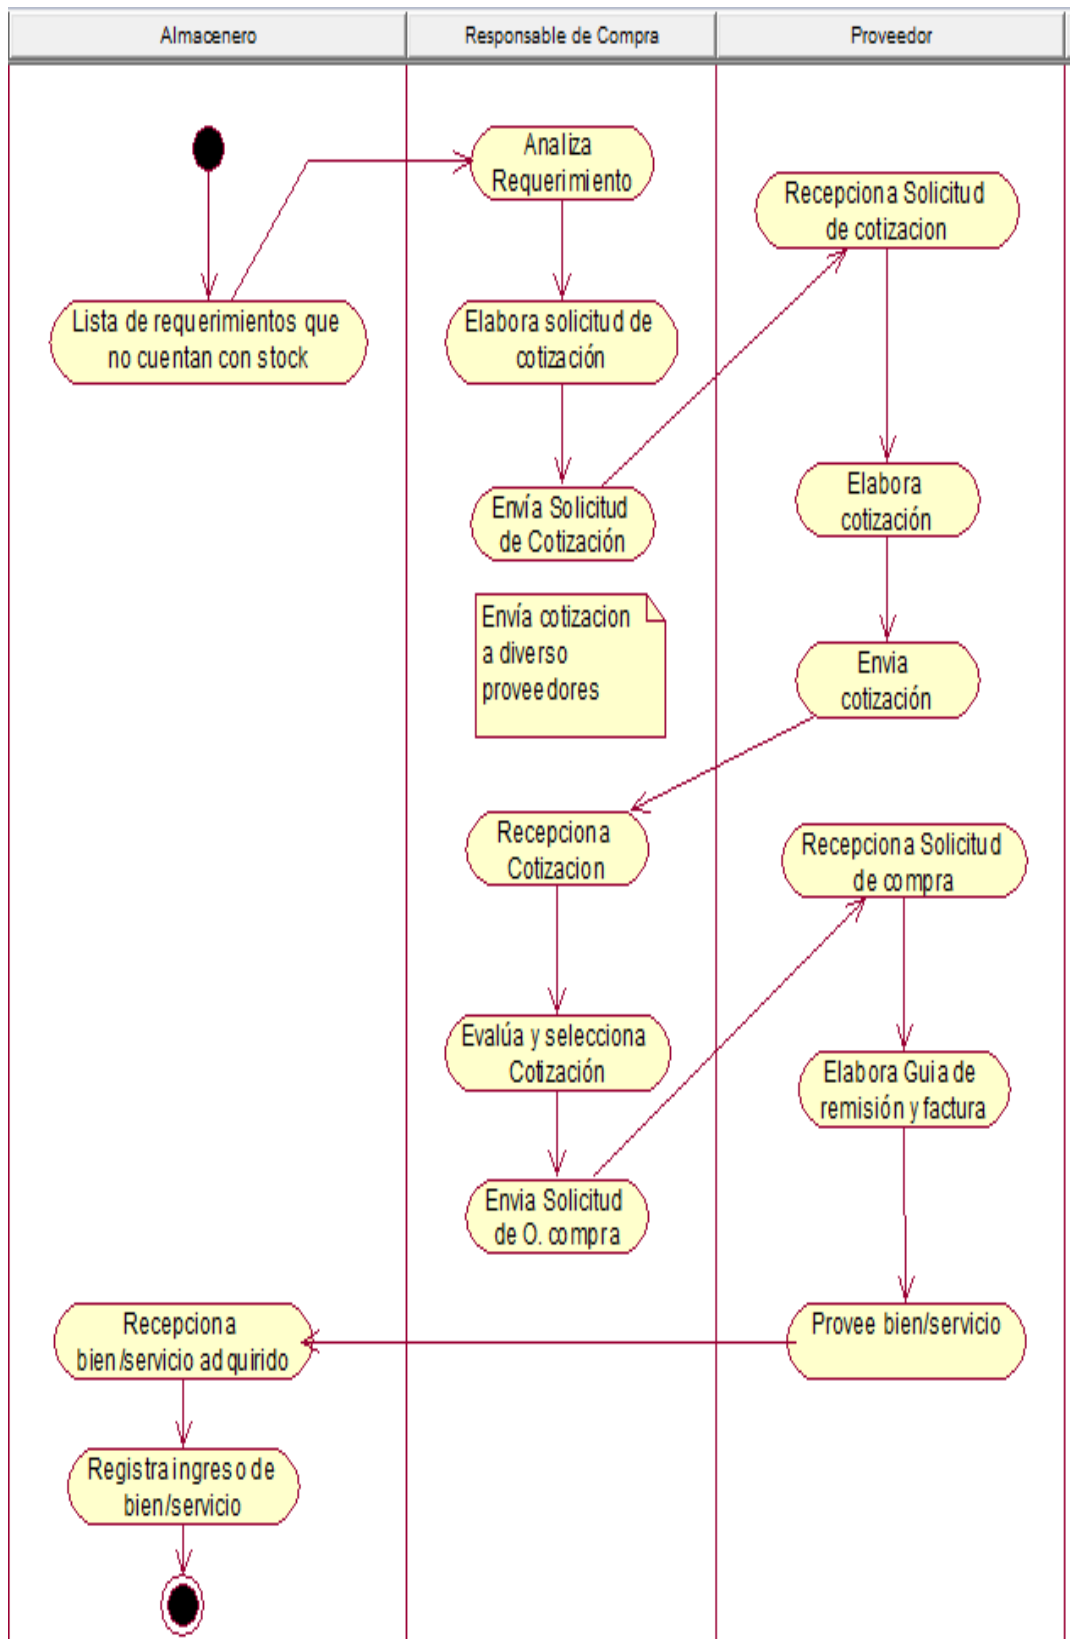 Almacenero
Responsable de Compra
Proveedor
Analiza
Requerimiento
Recepciona Solicitud
de cotizacion
Lista de requerimientos que
no cuentan con stock
Elabora solicitud de
cotización
Envía Solicitud
de Cotización
Elabora
cotización
Envía cotizacion
a diverso
proveedores
Envia
cotización
Recepciona
Cotizacion
Recepciona Solicitud
de compra
Evalúa y selecciona
Cotización
Elabora Guia de
remisión y factura
Envia Solicitud
de O. compra
Recepciona
bien/servicio adquirido
Provee bien/servicio
Registra ingreso de
bien/servicio